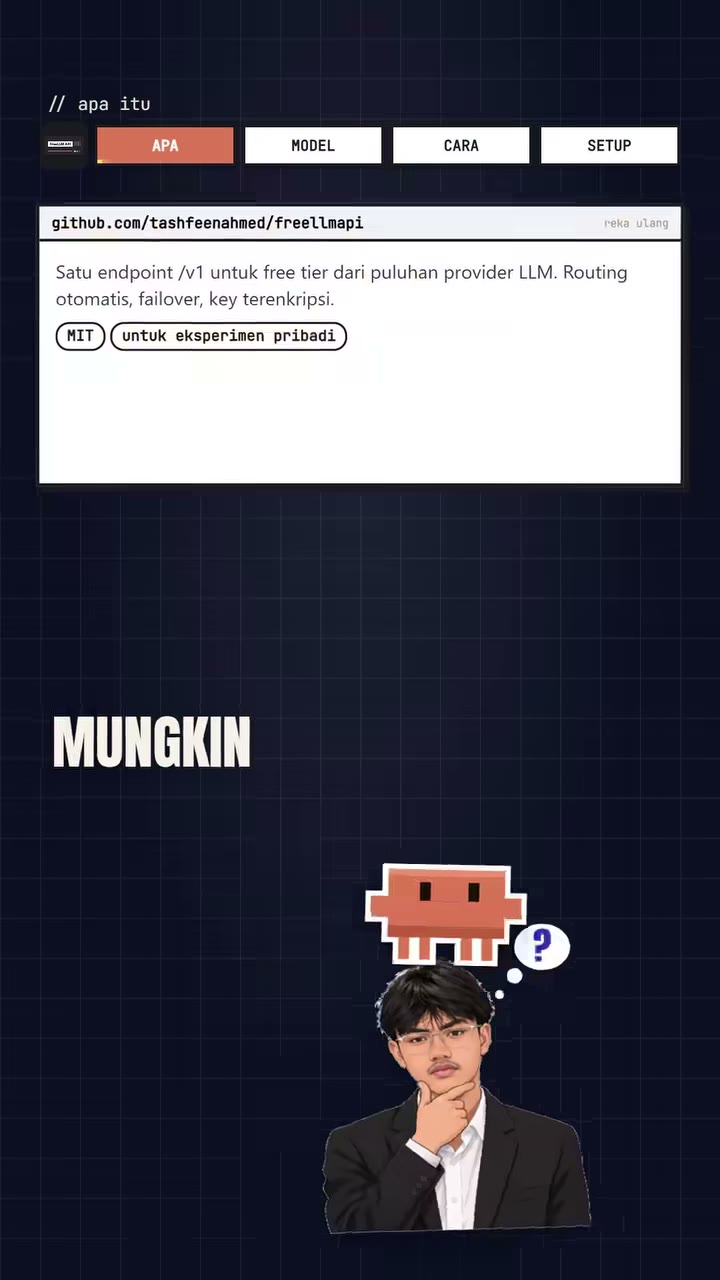 // apa itu
APA
MODEL
CARA
SETUP
github.com/tashfeenahmed/freellmapi
reka ulang
Satu endpoint /v1 untuk free tier dari puluhan provider LLM. Routing
otomatis, failover, key terenkripsi.
MIT
untuk eksperimen pribadi
MUNGKIN
?